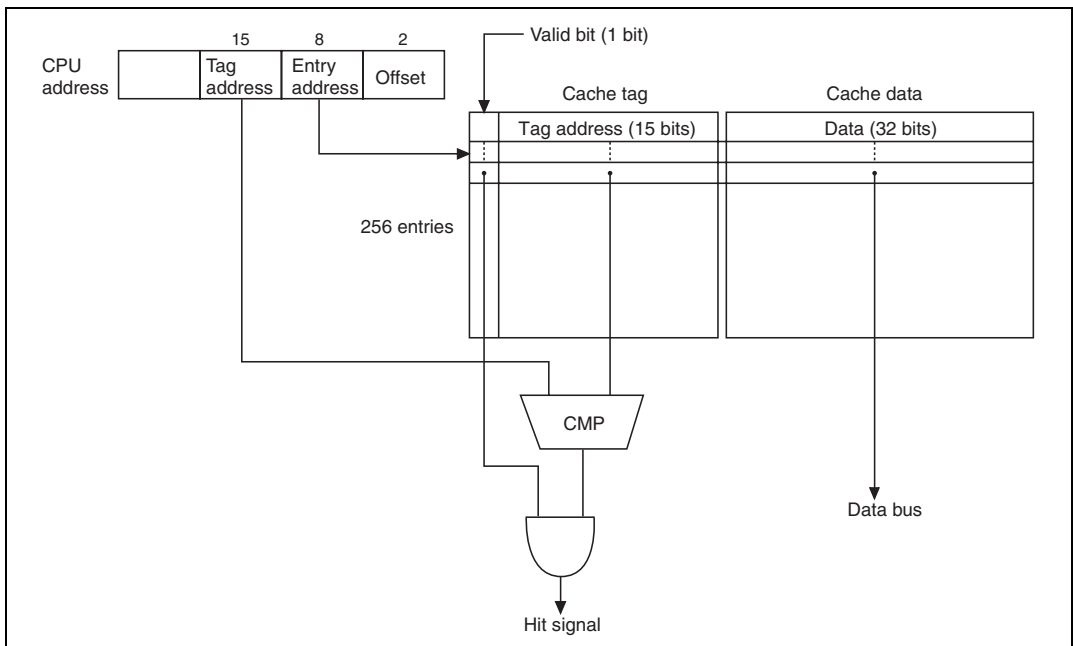 15
8
2
Valid bit (1 bit)
CPU
address
Tag
address
Entry
address
Offset
Cache tag
Cache data
Tag address (15 bits)
Data (32 bits)
256 entries
CMP
Data bus
Hit signal